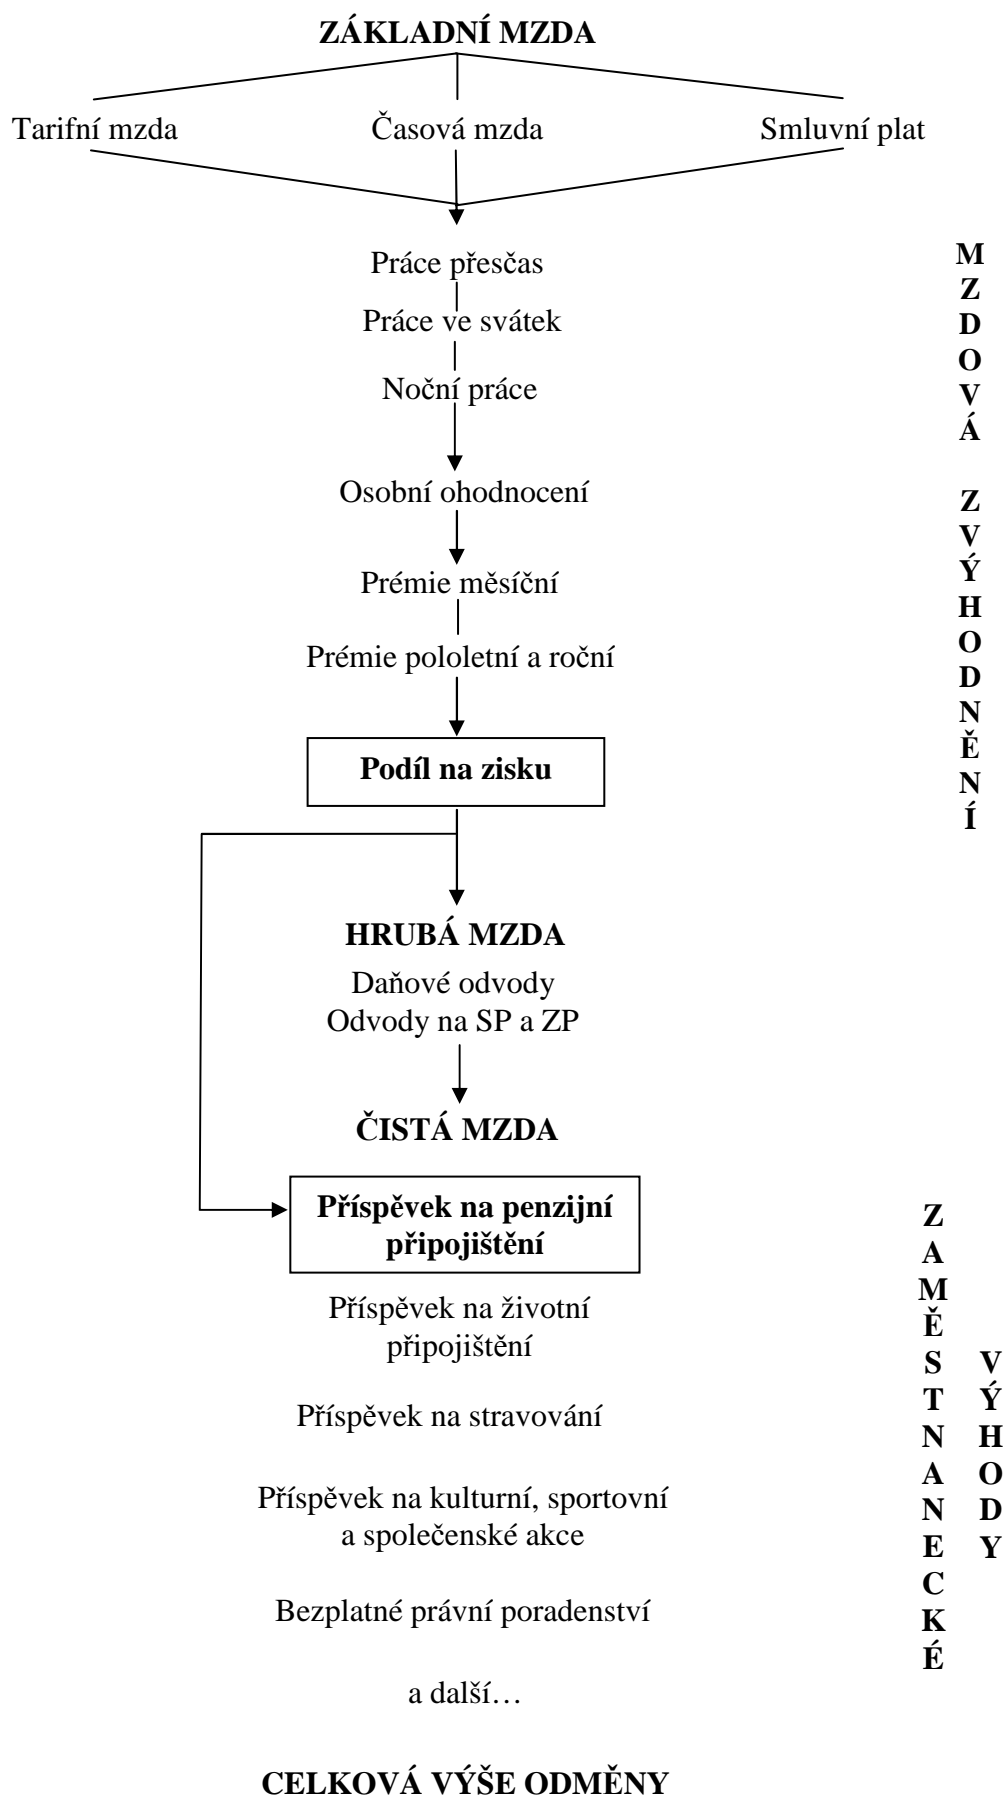 ZÁKLADNÍ MZDA
Tarifní mzda
Časová mzda
Smluvní plat
Práce přesčas
Práce ve svátek
Noční práce
Osobní ohodnocení
Prémie měsíční
Prémie pololetní a roční
Podíl na zisku
MZDOVÁ ZVÝHODNĚNÍ
HRUBÁ MZDA
Daňové odvody
Odvody na SP a ZP
ČISTÁ MZDA
Příspěvek na penzijní
připojištění
Příspěvek na životní
připojištění
Příspěvek na stravování
Příspěvek na kulturní, sportovní
a společenské akce
Bezplatné právní poradenství
a další…
ZAMĚSTNANECKÉ
VÝHODY
CELKOVÁ VÝŠE ODMĚNY